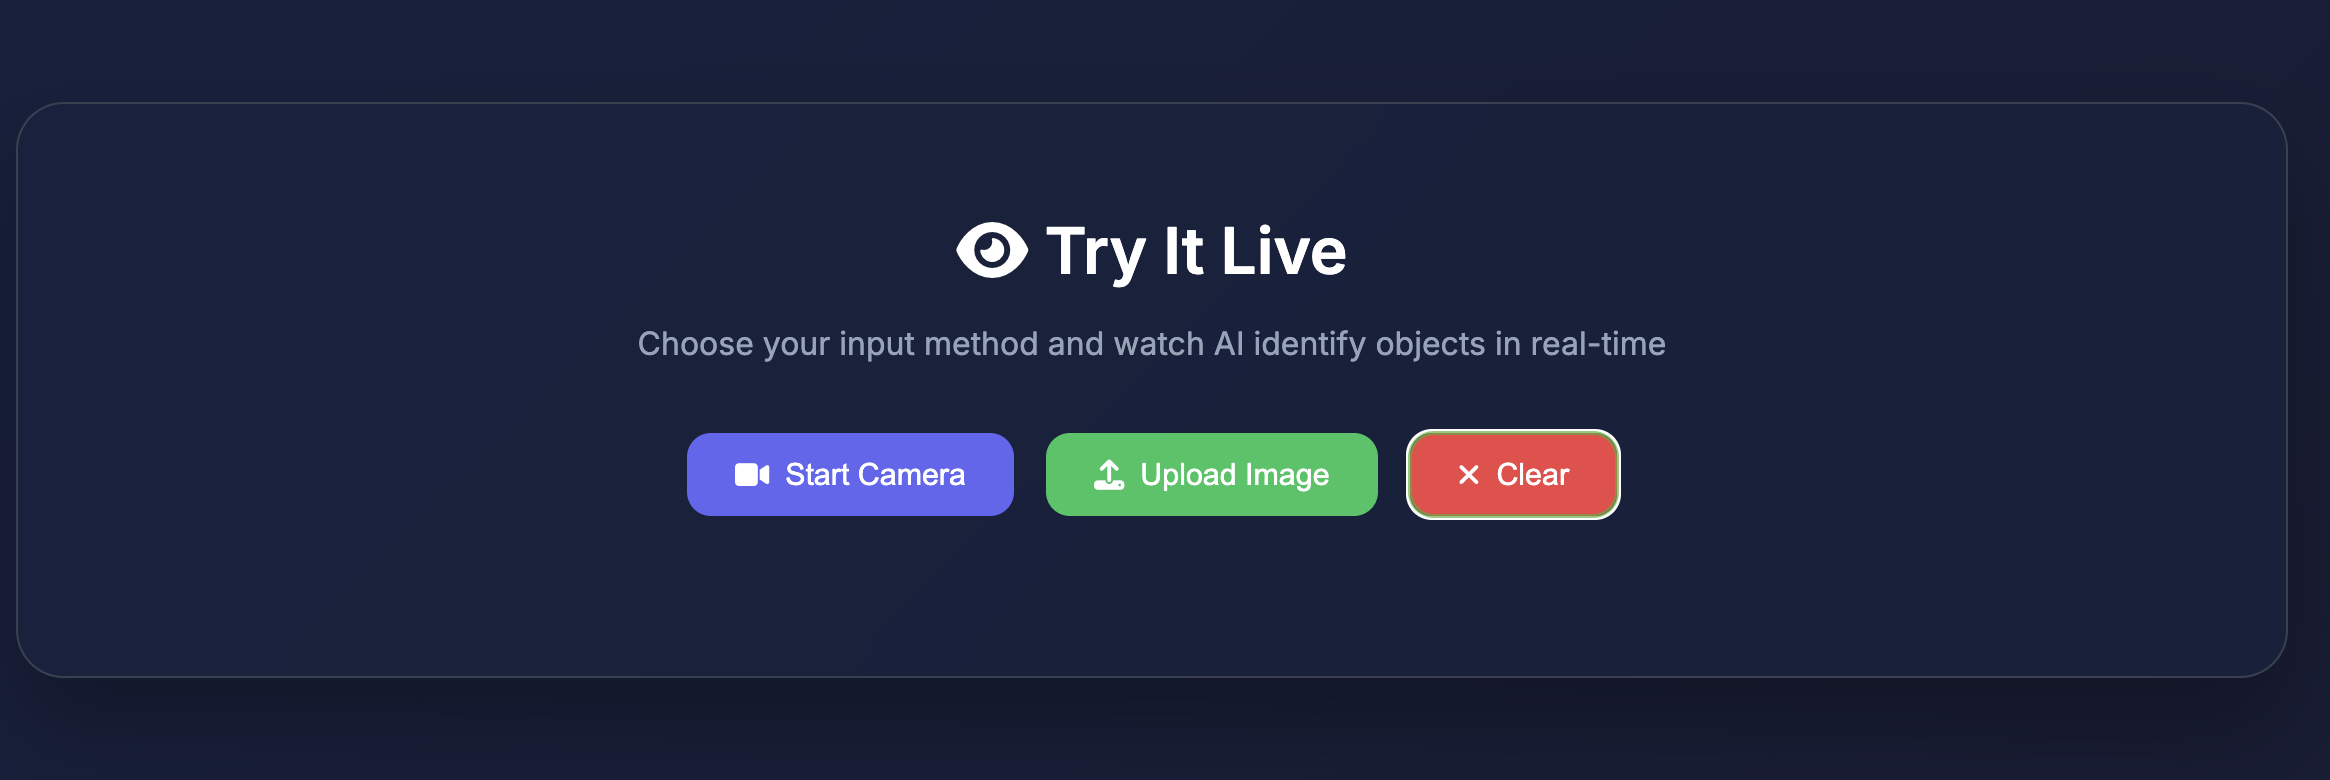 Try It Live
Choose your input method and watch AI identify objects in real-time
Start Camera
Upload Image
Clear